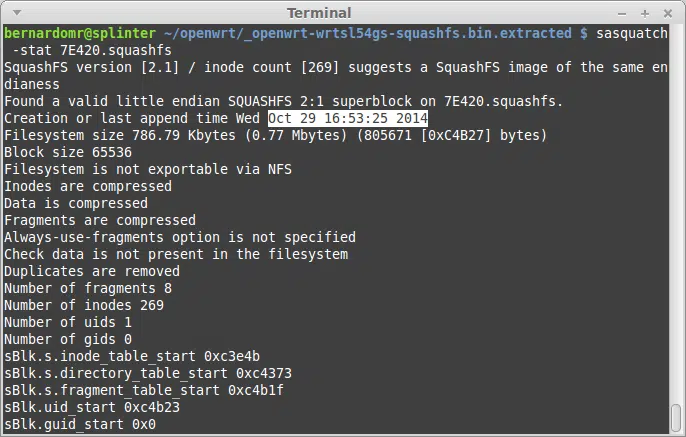 Terminal
bernardomr@splinter ~/openwrt/_openwrt-wrtsl54gs-squashfs.bin.extracted $ sasquatch
 -stat 7E420.squashfs
SquashFS version [2.1] / inode count [269] suggests a SquashFS image of the same en
dianess
Found a valid little endian SQUASHFS 2:1 superblock on 7E420.squashfs.
Creation or last append time Wed Oct 29 16:53:25 2014
Filesystem size 786.79 Kbytes (0.77 Mbytes) (805671 [0xC4B27] bytes)
Block size 65536
Filesystem is not exportable via NFS
Inodes are compressed
Data is compressed
Fragments are compressed
Always-use-fragments option is not specified
Check data is not present in the filesystem
Duplicates are removed
Number of fragments 8
Number of inodes 269
Number of uids 1
Number of gids 0
sBlk.s.inode_table_start 0xc3e4b
sBlk.s.directory_table_start 0xc4373
sBlk.s.fragment_table_start 0xc4b1f
sBlk.uid_start 0xc4b23
sBlk.guid_start 0x0